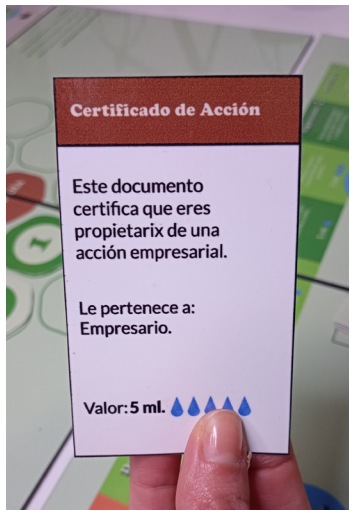 Certificado de Acción
Este documento
certifica que eres
propietarix de una
acción empresarial.
Le pertenece a:
Empresario.
Valor: 5 ml.